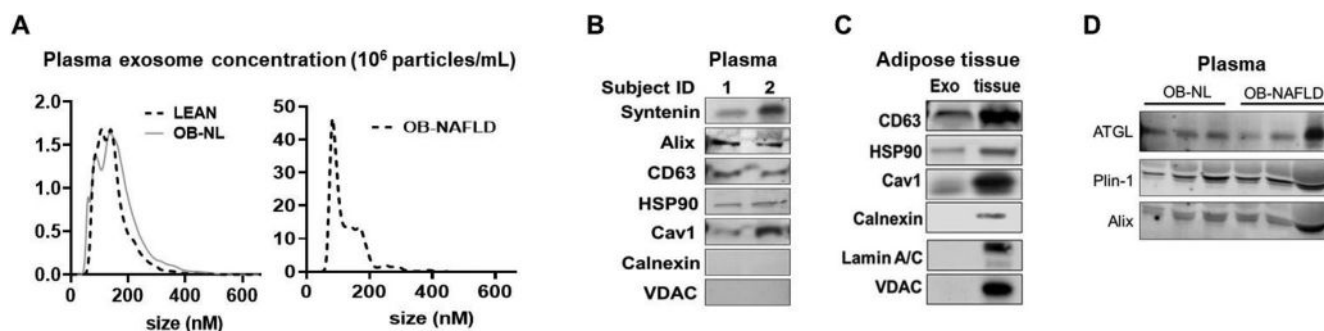 A
Plasma exosome concentration (10⁶ particles/mL)
2.0
1.5
1.0
0.5
0.0
LEAN
OB-NL
0 200 400 600
size (nM)
50
40
30
20
10
0
OB-NAFLD
0 200 400 600
size (nM)
B
Plasma
Subject ID 1 2
Syntenin
Alix
CD63
HSP90
Cav1
Calnexin
VDAC
C
Adipose tissue
Exo tissue
CD63
HSP90
Cav1
Calnexin
Lamin A/C
VDAC
D
Plasma
OB-NL OB-NAFLD
ATGL
Plin-1
Alix